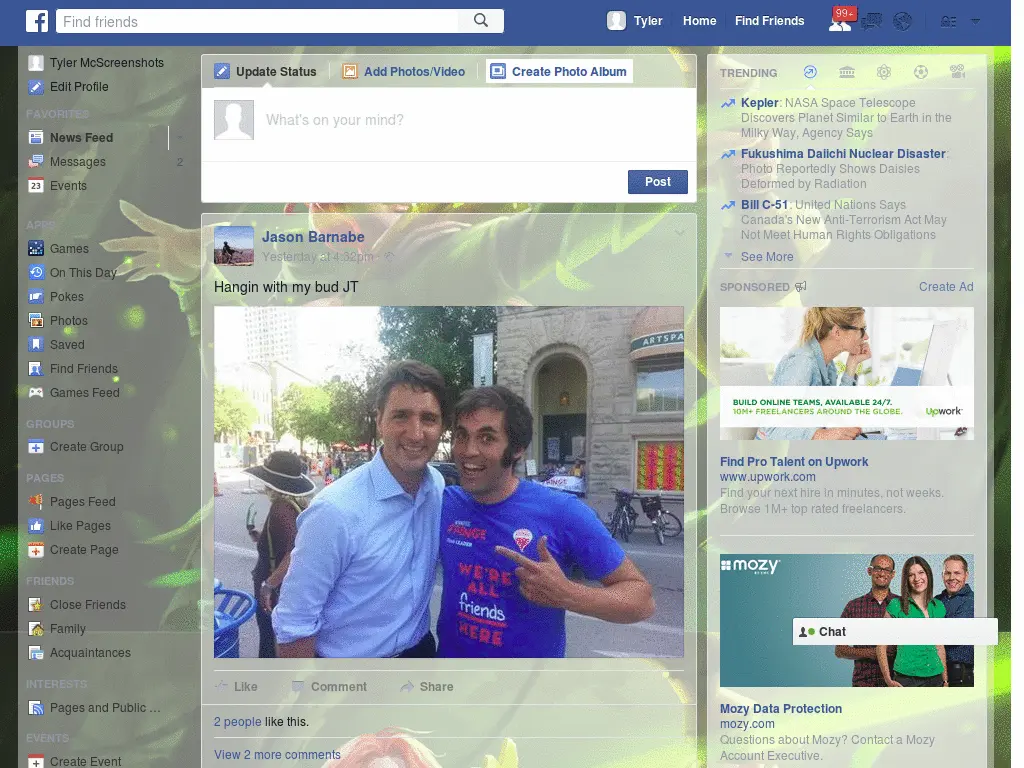 Find friends
Tyler
Home
Find Friends
99+
Tyler McScreenshots
Edit Profile
FAVORITES
News Feed
Messages
2
23
Events
APPS
Games
On This Day
Pokes
Photos
Saved
Find Friends
Games Feed
GROUPS
Create Group
PAGES
Pages Feed
Like Pages
Create Page
FRIENDS
Close Friends
Family
Acquaintances
INTERESTS
Pages and Public ...
EVENTS
Create Event
Update Status
Add Photos/Video
Create Photo Album
What's on your mind?
Post
Jason Barnabe
Yesterday at 4:32pm
Hangin with my bud JT
ARTSPA
WE'RE
ALL
friends
HERE
Like
Comment
Share
2 people like this.
View 2 more comments
TRENDING
Kepler: NASA Space Telescope
Discovers Planet Similar to Earth in the
Milky Way, Agency Says
Fukushima Daiichi Nuclear Disaster:
Photo Reportedly Shows Daisies
Deformed by Radiation
Bill C-51: United Nations Says
Canada's New Anti-Terrorism Act May
Not Meet Human Rights Obligations
See More
SPONSORED
Create Ad
BUILD ONLINE TEAMS, AVAILABLE 24/7.
10M+ FREELANCERS AROUND THE GLOBE.
Upwork
Find Pro Talent on Upwork
www.upwork.com
Find your next hire in minutes, not weeks.
Browse 1M+ top rated freelancers.
mozy
Chat
Mozy Data Protection
mozy.com
Questions about Mozy? Contact a Mozy
Account Executive.